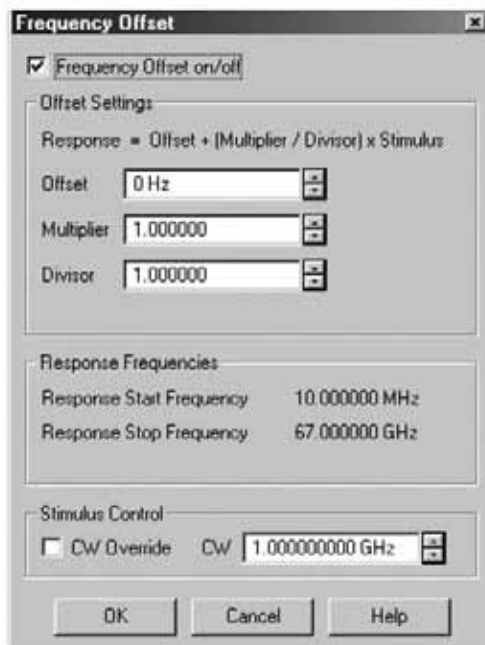 Frequency Offset
Frequency Offset on/off
Offset Settings
Response = Offset + (Multiplier / Divisor) x Stimulus
Offset 0 Hz
Multiplier 1.000000
Divisor 1.000000
Response Frequencies
Response Start Frequency 10.000000 MHz
Response Stop Frequency 67.000000 GHz
Stimulus Control
CW Override CW 1.000000000 GHz
OK Cancel Help